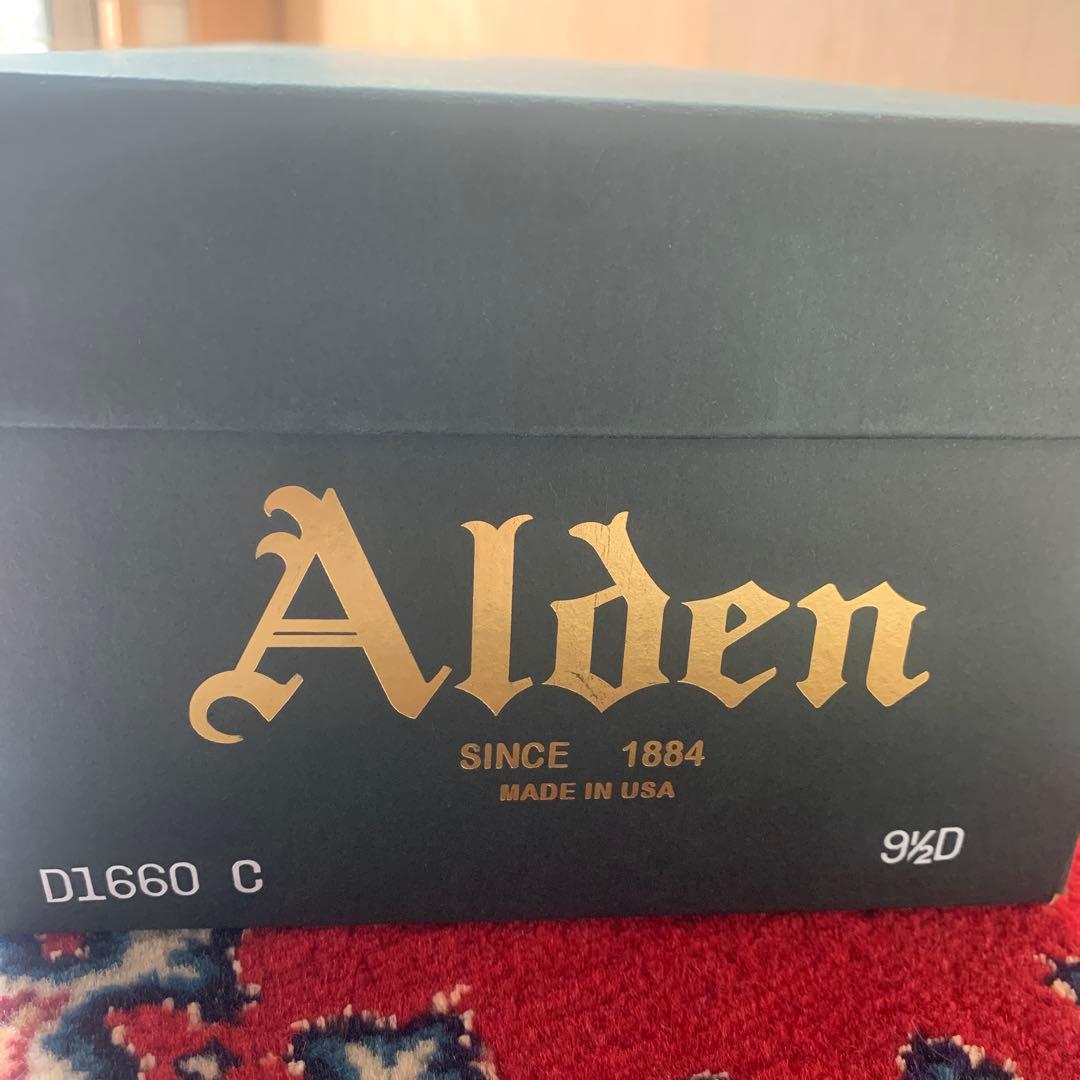 Alden
SINCE 1884
MADE IN USA
D1660 C
9½D